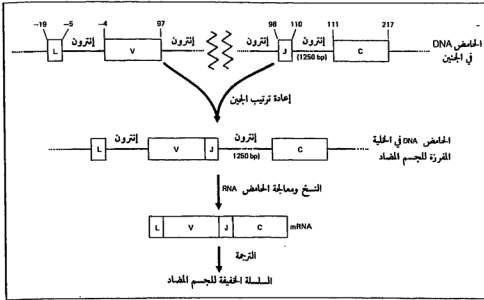 −19 −5 −4 97 98 110 111 217
إنترون إنترون إنترون إنترون
L V J C
(1250 bp)
الحامض DNA
في الجنين
إعادة ترتيب الجين
إنترون إنترون
L V J C
1250 bp)
الحامض DNA في الخلية
المفرزة للجسم المضاد
النسخ ومعالجة الحامض RNA
L V J C mRNA
الترجمة
السلسلة الخفيفة للجسم المضاد